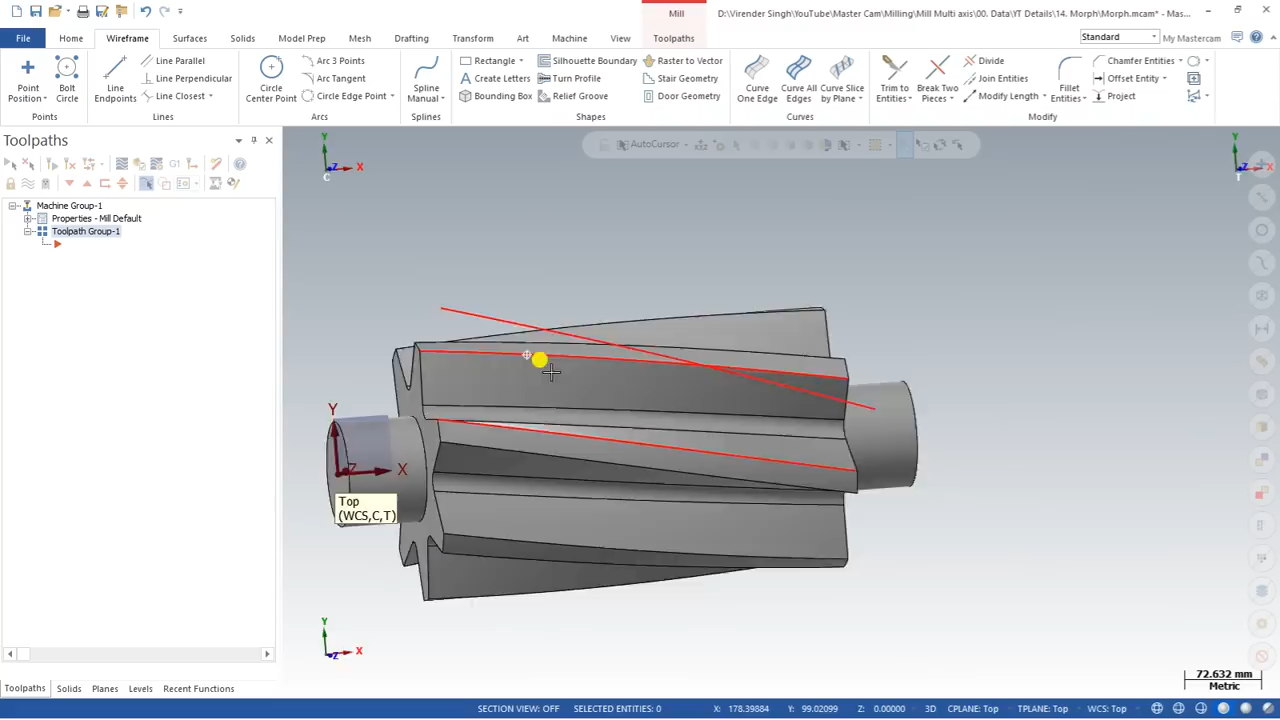 Mill
D:\Virender Singh\YouTube\Master Cam\Milling\Mill Multi axis\00. Data\YT Details\14. Morph\Morph.mcam* - Mas...
File Home Wireframe Surfaces Solids Model Prep Mesh Drafting Transform Art Machine View Toolpaths
Standard My Mastercam
Point Position
Bolt Circle
Points
Line Endpoints
Line Parallel
Line Perpendicular
Line Closest
Lines
Circle Center Point
Arc 3 Points
Arc Tangent
Circle Edge Point
Arcs
Spline Manual
Splines
Rectangle
Create Letters
Bounding Box
Silhouette Boundary
Turn Profile
Relief Groove
Raster to Vector
Stair Geometry
Door Geometry
Shapes
Curve One Edge
Curve All Edges
Curve Slice by Plane
Curves
Trim to Entities
Break Two Pieces
Divide
Join Entities
Modify Length
Fillet Entities
Chamfer Entities
Offset Entity
Project
Modify
Toolpaths
G1
Machine Group-1
Properties - Mill Default
Toolpath Group-1
AutoCursor
Y
X
Z
C
Y
X
Z
T
Y
X
Z
Top
(WCS,C,T)
Y
X
Z
72.632 mm
Metric
Toolpaths Solids Planes Levels Recent Functions
SECTION VIEW: OFF SELECTED ENTITIES: 0 X: 178.39884 Y: 99.02099 Z: 0.00000 3D CPLANE: Top TPLANE: Top WCS: Top